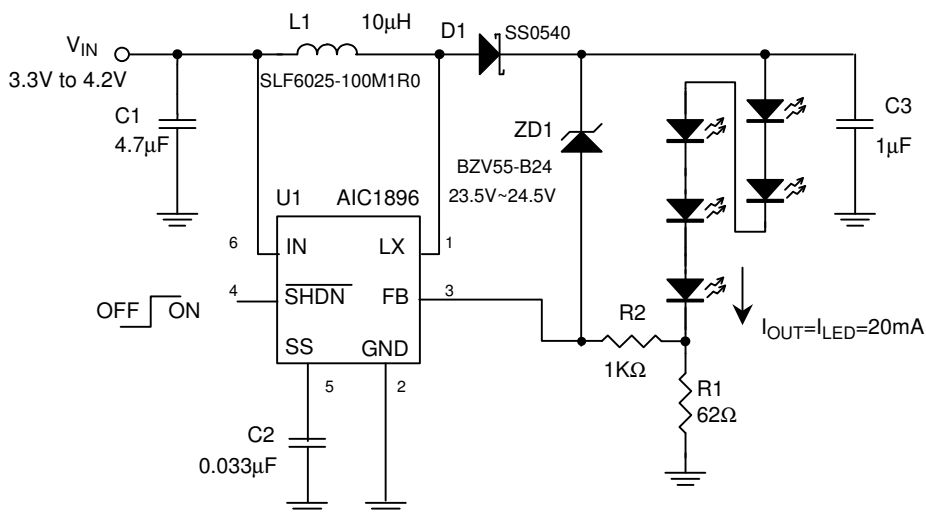 L1 10μH
D1 SS0540
VIN
3.3V to 4.2V
SLF6025-100M1R0
C1
4.7μF
ZD1
BZV55-B24
23.5V~24.5V
C3
1μF
U1 AIC1896
6 IN LX 1
4 SHDN FB 3
OFF ON
SS GND
5 2
R2
1KΩ
IOUT=ILED=20mA
R1
62Ω
C2
0.033μF